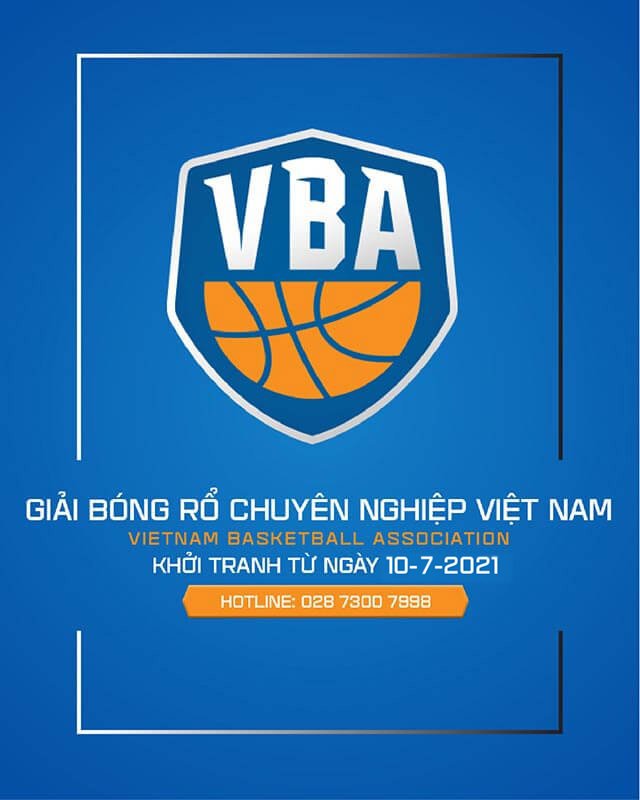 VBA
GIẢI BÓNG RỔ CHUYÊN NGHIỆP VIỆT NAM
VIETNAM BASKETBALL ASSOCIATION
KHỞI TRANH TỪ NGÀY 10-7-2021
HOTLINE: 028 7300 7998